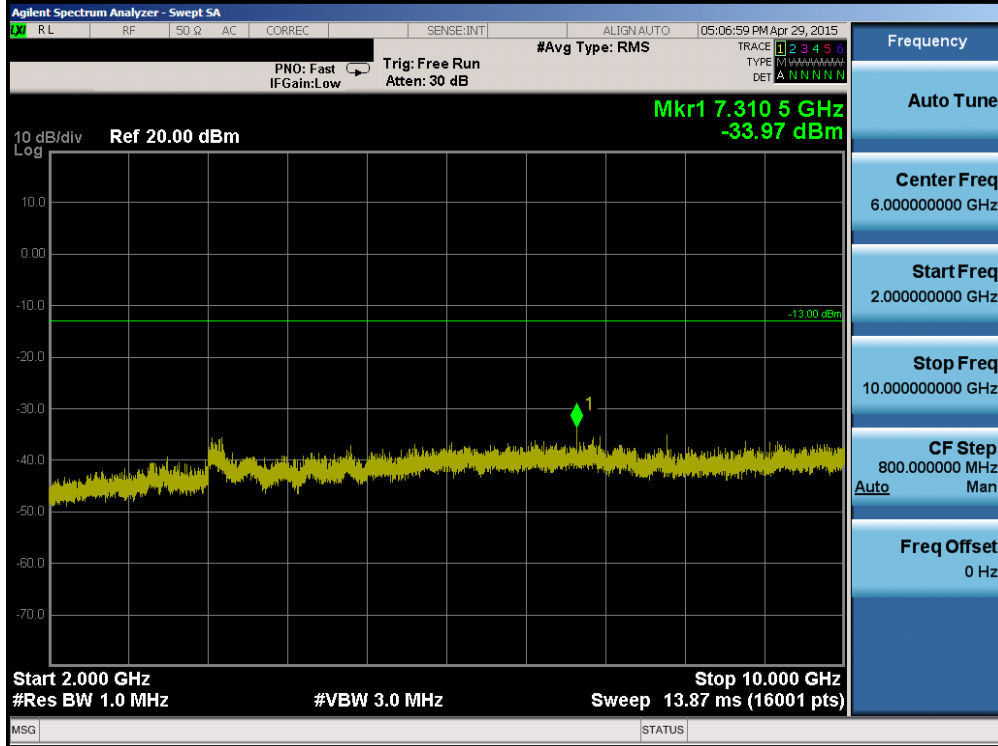 Agilent Spectrum Analyzer - Swept SA
LXI RL RF 50 Ω AC CORREC SENSE:INT ALIGNAUTO 05:06:59 PM Apr 29, 2015
#Avg Type: RMS TRACE 1 2 3 4 5 6
PNO: Fast Trig: Free Run TYPE M WWWWW
IFGain:Low Atten: 30 dB DET A N N N N N
Mkr1 7.310 5 GHz
-33.97 dBm
10 dB/div Ref 20.00 dBm
Log
10.0
0.00
-10.0
-13.00 dBm
-20.0
-30.0
1
-40.0
-50.0
-60.0
-70.0
Start 2.000 GHz Stop 10.000 GHz
#Res BW 1.0 MHz #VBW 3.0 MHz Sweep 13.87 ms (16001 pts)
MSG STATUS
Frequency
Auto Tune
Center Freq
6.000000000 GHz
Start Freq
2.000000000 GHz
Stop Freq
10.000000000 GHz
CF Step
800.000000 MHz
Auto Man
Freq Offset
0 Hz